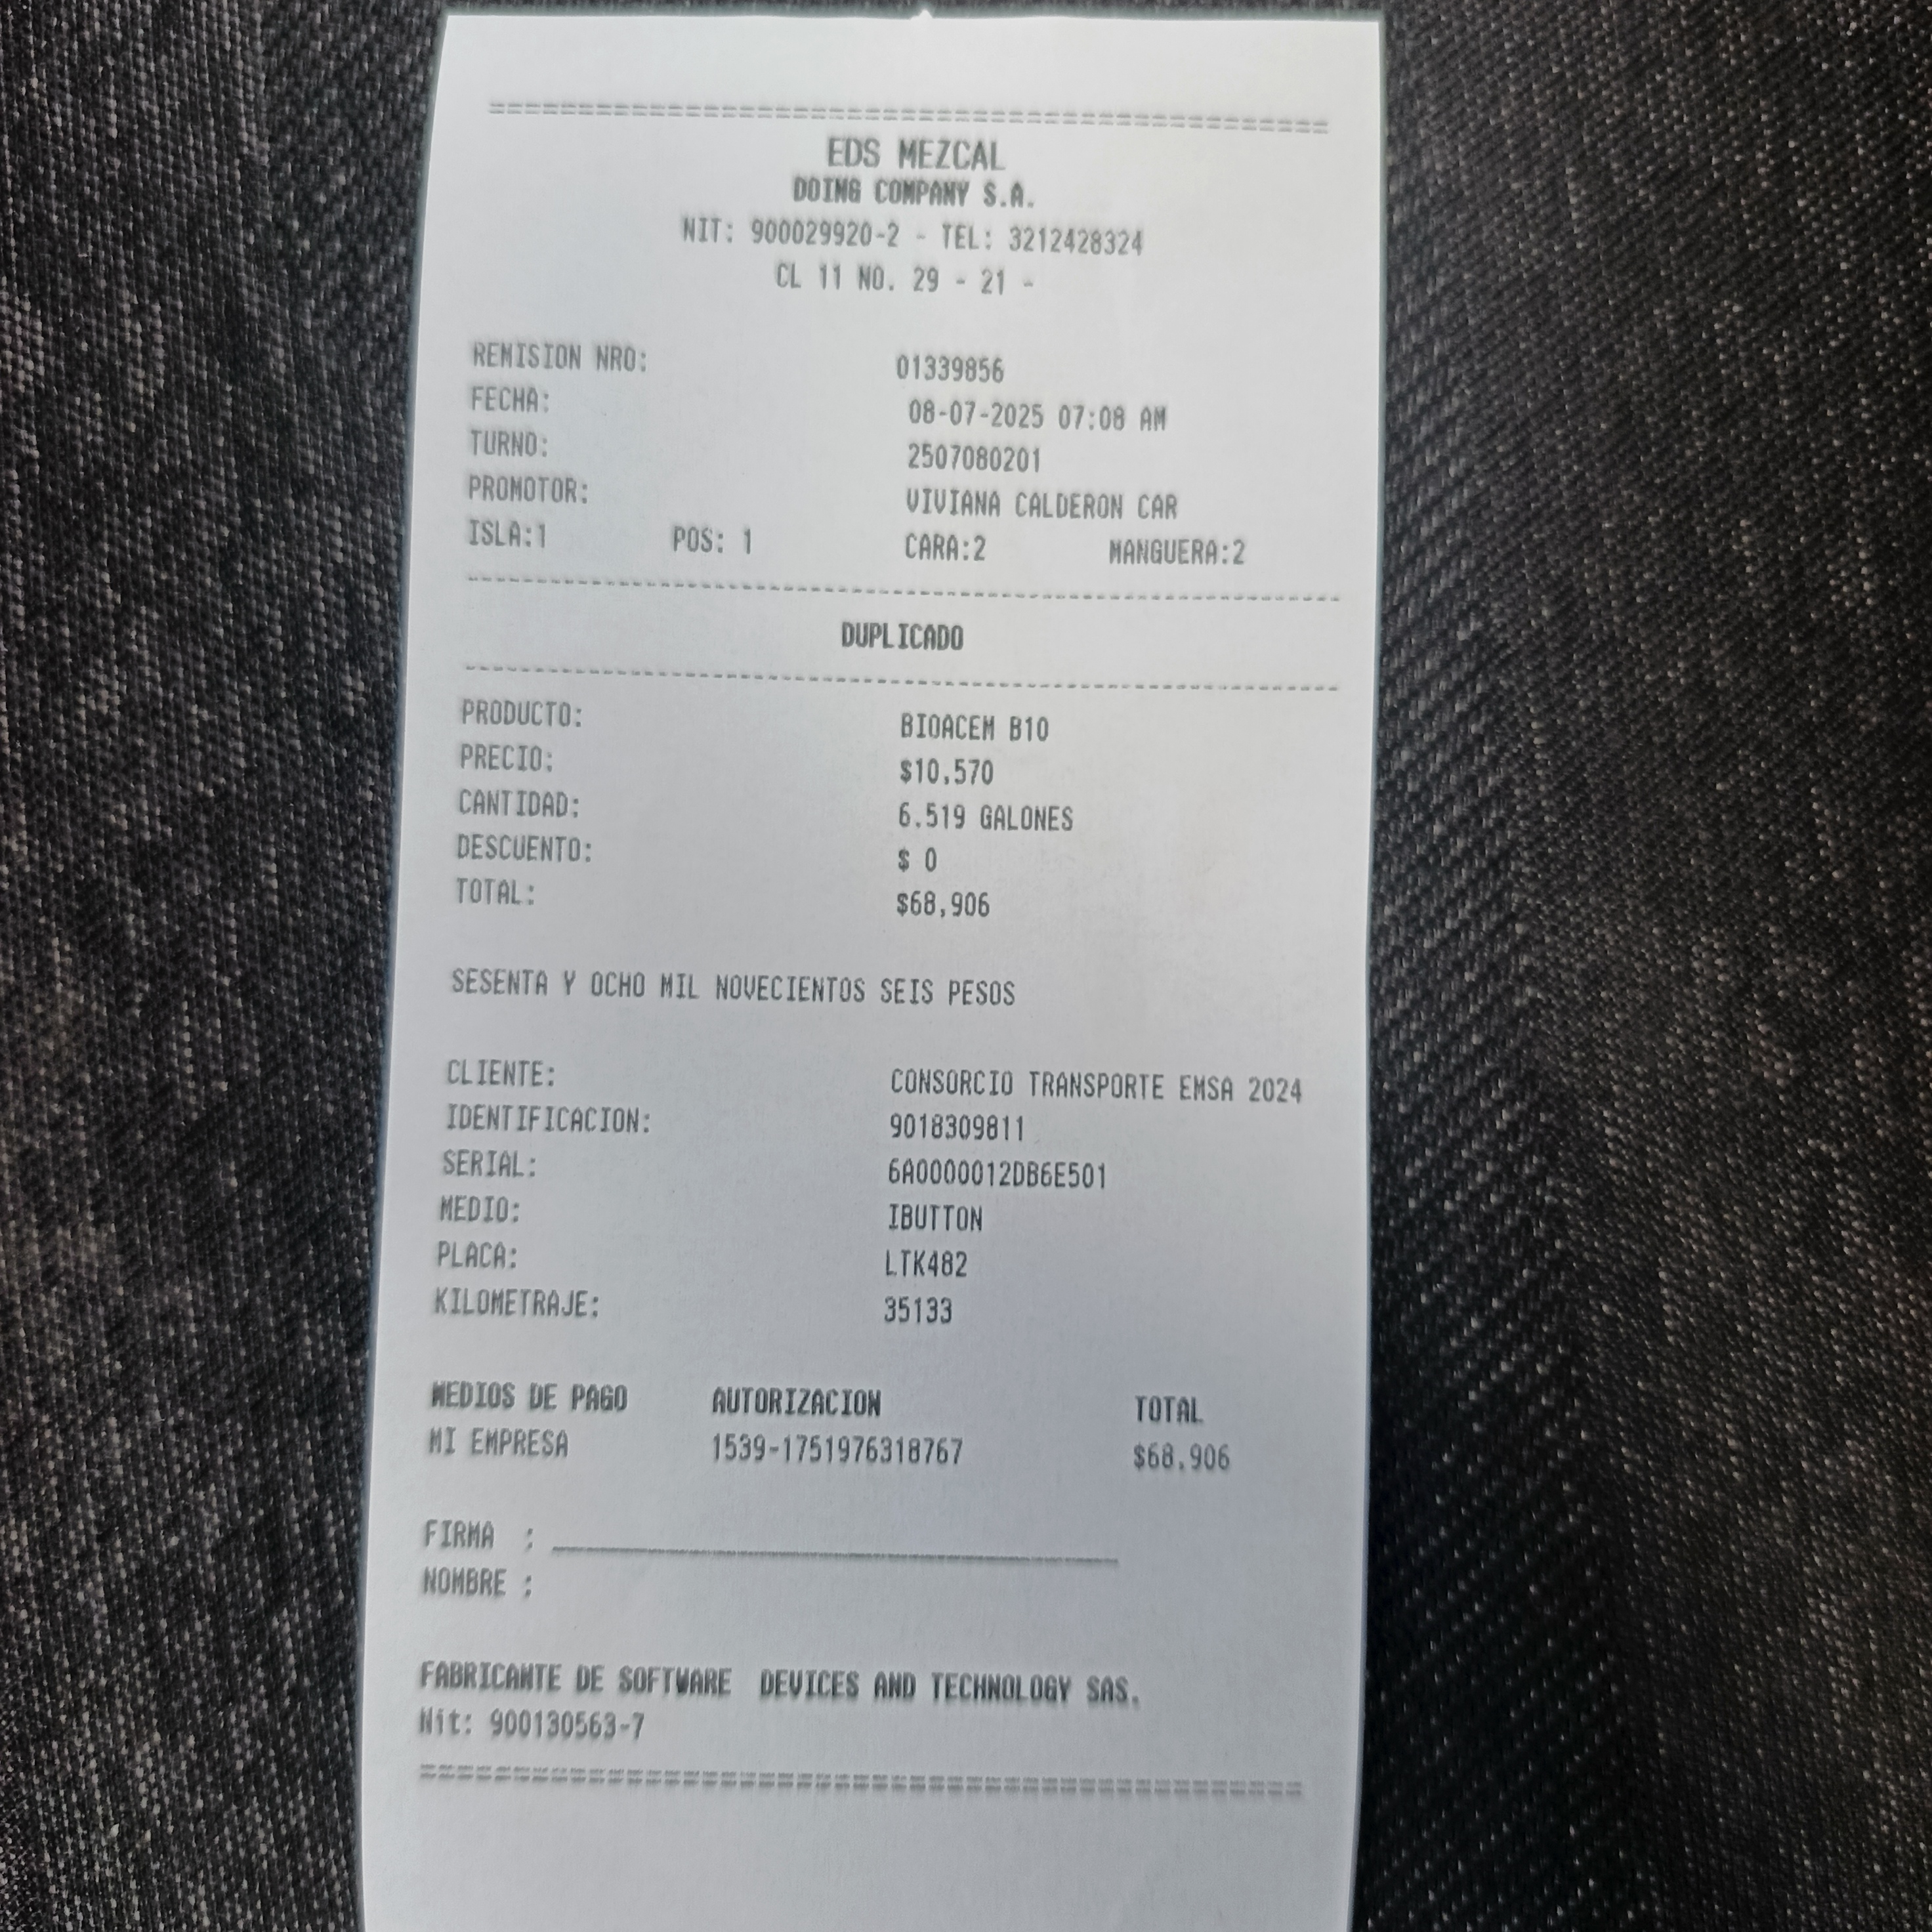 ================================================
EDS MEZCAL
DOING COMPANY S.A.
NIT: 900029920-2 - TEL: 3212428324
CL 11 NO. 29 - 21 -
REMISION NRO: 01339856
FECHA: 08-07-2025 07:08 AM
TURNO: 2507080201
PROMOTOR: VIVIANA CALDERON CAR
ISLA:1 POS: 1 CARA:2 MANGUERA:2
DUPLICADO
PRODUCTO: BIOACEM B10
PRECIO: $10,570
CANTIDAD: 6.519 GALONES
DESCUENTO: $ 0
TOTAL: $68,906
SESENTA Y OCHO MIL NOVECIENTOS SEIS PESOS
CLIENTE: CONSORCIO TRANSPORTE EMSA 2024
IDENTIFICACION: 9018309811
SERIAL: 6A0000012DB6E501
MEDIO: IBUTTON
PLACA: LTK482
KILOMETRAJE: 35133
MEDIOS DE PAGO AUTORIZACION TOTAL
MI EMPRESA 1539-1751976318767 $68,906
FIRMA : ____________________
NOMBRE :
FABRICANTE DE SOFTWARE DEVICES AND TECHNOLOGY SAS.
Nit: 900130563-7
================================================